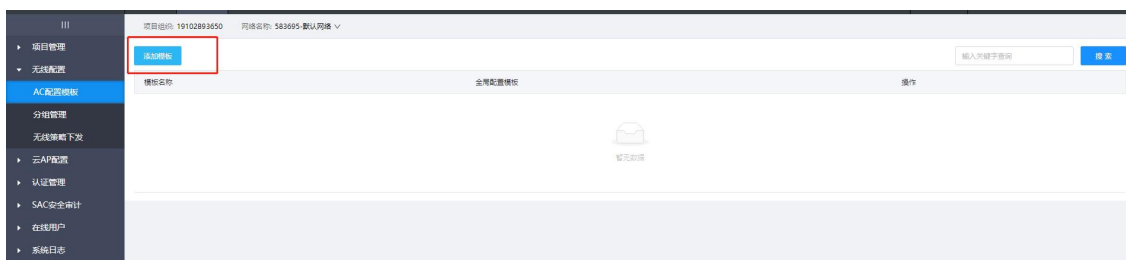 项目组织: 19102893650 网络名称: 583695-默认网络
项目管理
无线配置
AC配置模板
分组管理
无线策略下发
云AP配置
认证管理
SAC安全审计
在线用户
系统日志
添加模板
输入关键字查询
搜 索
模板名称 全局配置模板 操作
暂无数据